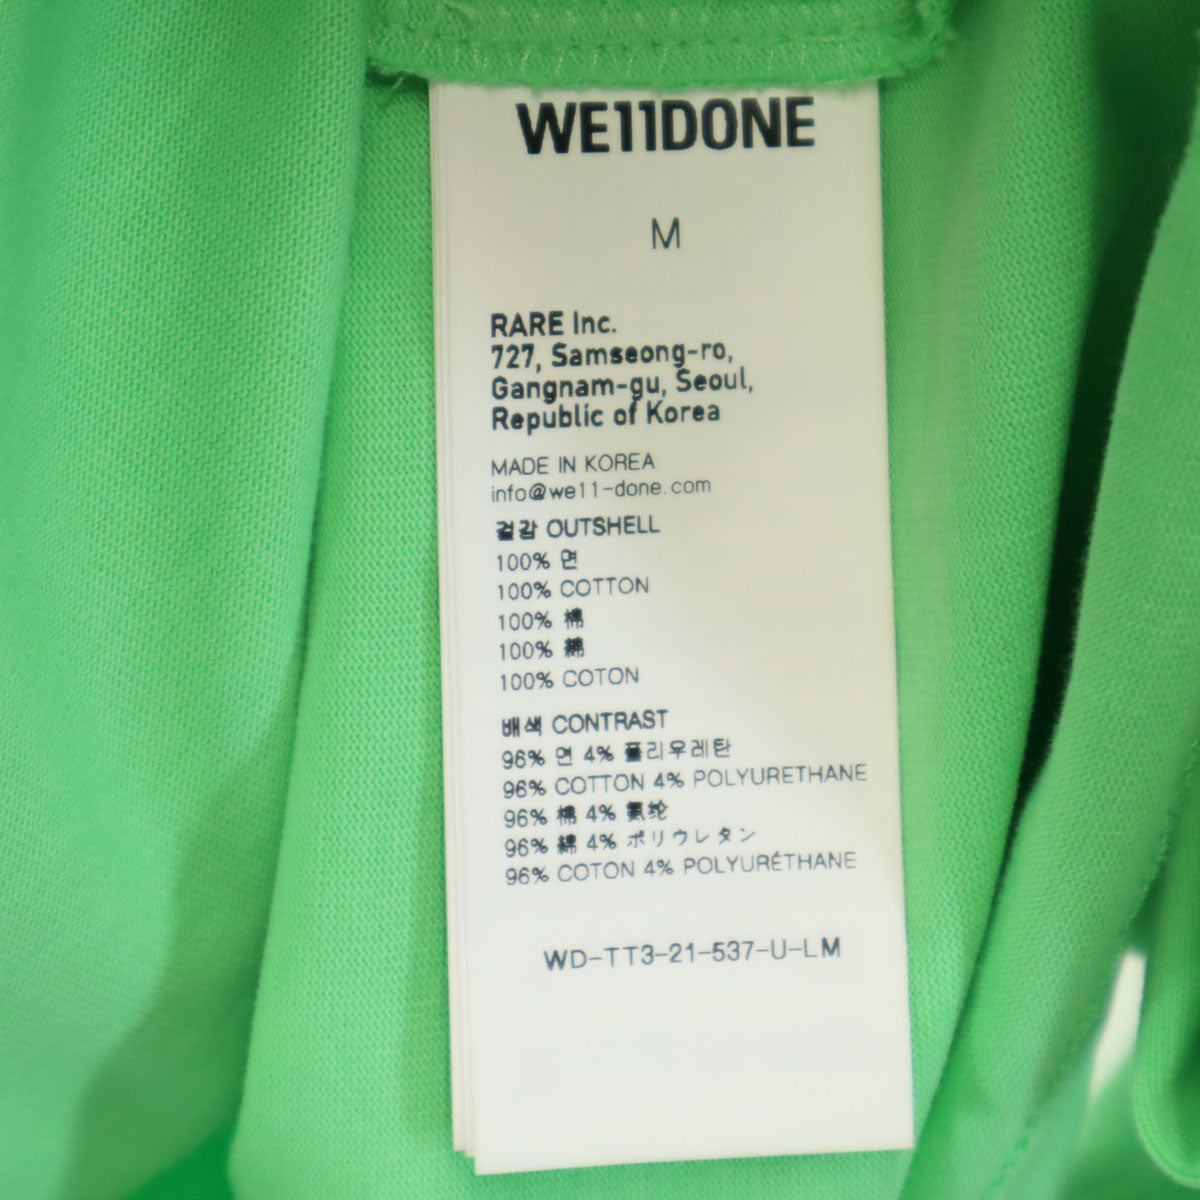 WE11DONE
M
RARE Inc.
727, Samseong-ro,
Gangnam-gu, Seoul,
Republic of Korea
MADE IN KOREA
info@we11-done.com
겉감 OUTSHELL
100% 면
100% COTTON
100% 棉
100% 綿
100% COTON
배색 CONTRAST
96% 면 4% 폴리우레탄
96% COTTON 4% POLYURETHANE
96% 棉 4% 氨纶
96% 綿 4% ポリウレタン
96% COTON 4% POLYURÉTHANE
WD-TT3-21-537-U-LM